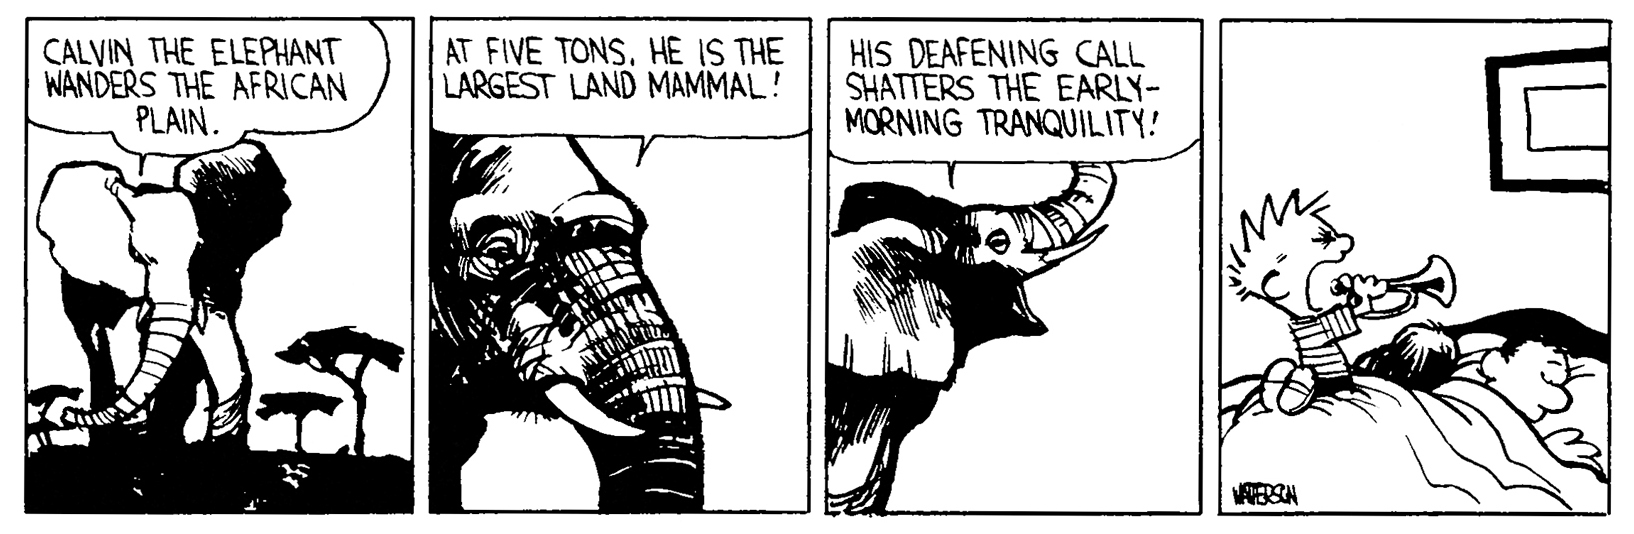 CALVIN THE ELEPHANT
WANDERS THE AFRICAN
PLAIN.
AT FIVE TONS, HE IS THE
LARGEST LAND MAMMAL!
HIS DEAFENING CALL
SHATTERS THE EARLY-
MORNING TRANQUILITY!
WATTERSON